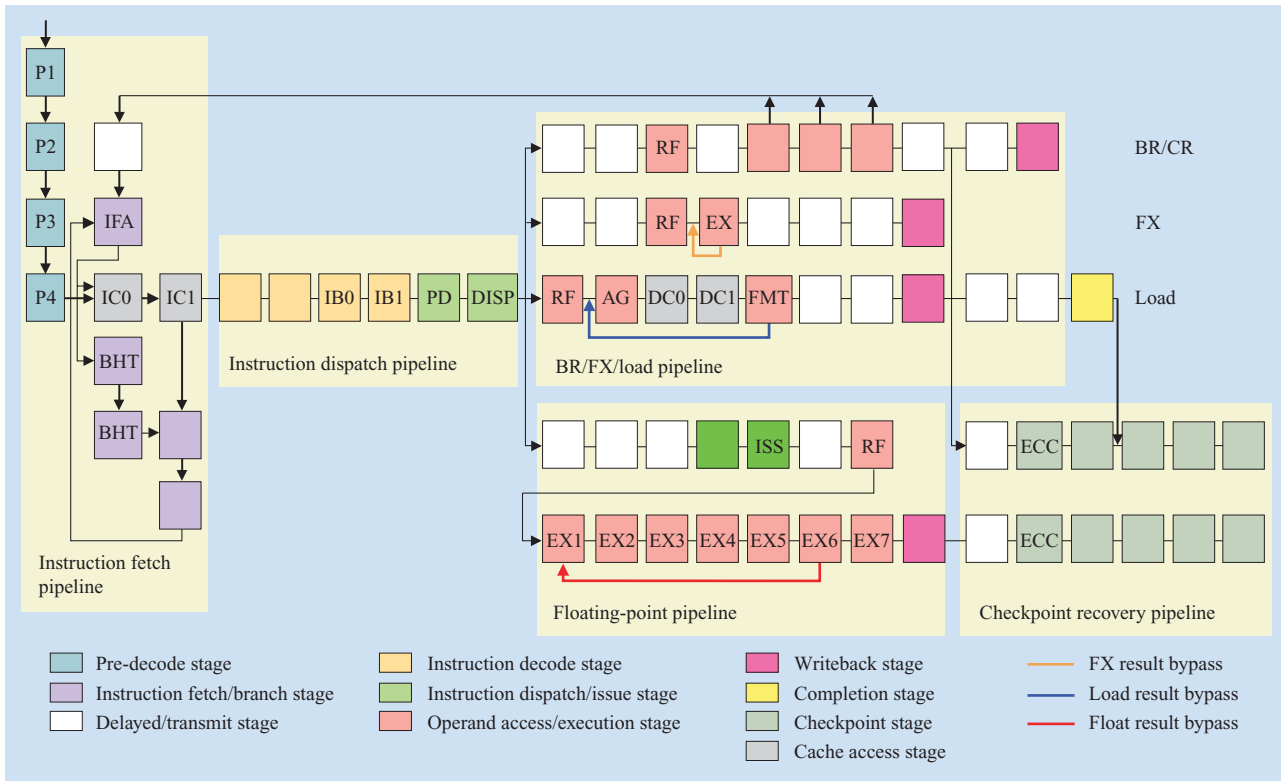 P1
P2
RF
BR/CR
P3
IFA
RF
EX
FX
P4
IC0
IC1
IB0
IB1
PD
DISP
RF
AG
DC0
DC1
FMT
Load
BHT
Instruction dispatch pipeline
BR/FX/load pipeline
BHT
ISS
RF
ECC
EX1
EX2
EX3
EX4
EX5
EX6
EX7
ECC
Instruction fetch
pipeline
Floating-point pipeline
Checkpoint recovery pipeline
Pre-decode stage
Instruction decode stage
Writeback stage
FX result bypass
Instruction fetch/branch stage
Instruction dispatch/issue stage
Completion stage
Load result bypass
Delayed/transmit stage
Operand access/execution stage
Checkpoint stage
Float result bypass
Cache access stage